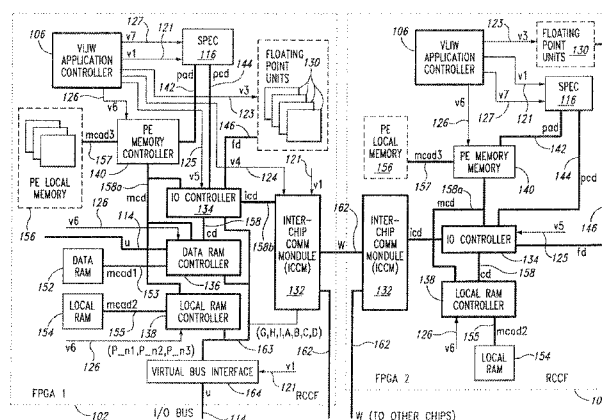 127
121
106
VLIW
APPLICATION
CONTROLLER
v7
v1
SPEC
116
pad
142
144
pcd
FLOATING
POINT
UNITS
130
v3
123
126
v6
PE
MEMORY
CONTROLLER
140
mcad3
157
158a
mcd
PE LOCAL
MEMORY
156
125
v5
v4
124
146
fd
121
v1
IO CONTROLLER
134
icd
158b
158
cd
126
v6
114
u
DATA RAM
CONTROLLER
136
DATA
RAM
152
mcad1
153
LOCAL
RAM
154
mcad2
155
138
LOCAL RAM
CONTROLLER
v6
126
(P_n1,P_n2,P_n3)
163
(G,H,I,A,B,C,D)
INTER-
CHIP
COMM
MONDULE
(ICCM)
132
162
W
162
VIRTUAL BUS INTERFACE
164
v1
121
u
FPGA 1
RCCF
102
I/O BUS
114
106
VLIW
APPLICATION
CONTROLLER
123
v3
FLOATING
POINT
UNITS
130
v1
121
v7
127
SPEC
116
v6
126
pad
142
144
pcd
PE LOCAL
MEMORY
156
mcad3
157
PE MEMORY
MEMORY
140
158a
mcd
INTER-
CHIP
COMM
MONDULE
(ICCM)
132
icd
IO CONTROLLER
134
v5
125
146
fd
cd
158
138
LOCAL RAM
CONTROLLER
126
v6
155
mcad2
LOCAL
RAM
154
162
FPGA 2
RCCF
10
W (TO OTHER CHIPS)